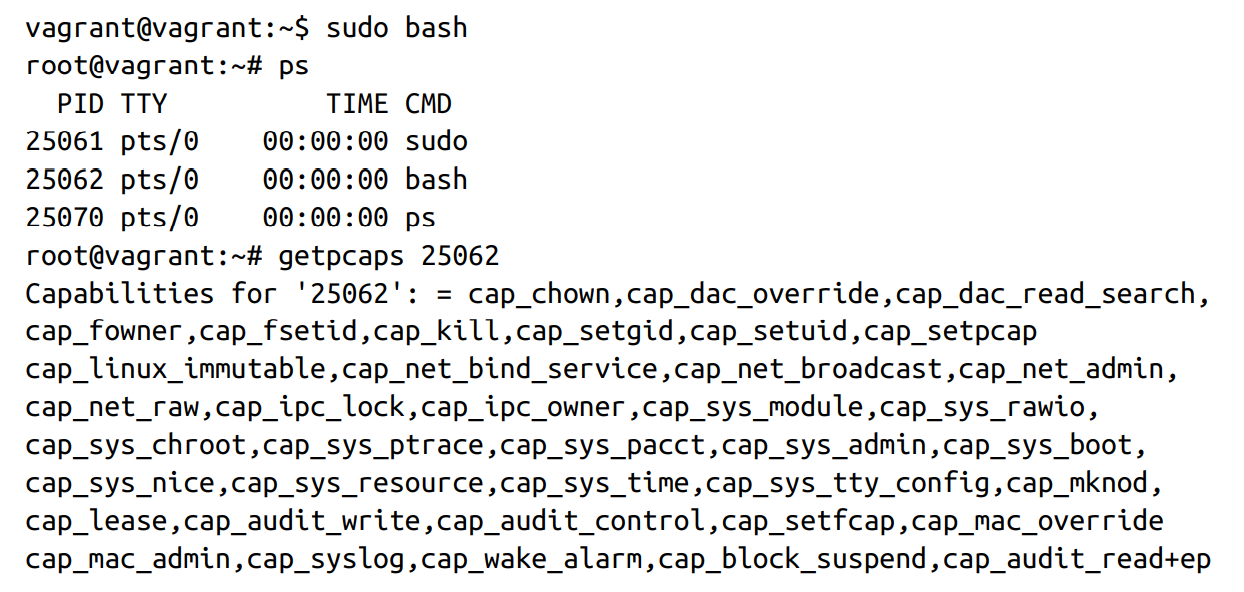 vagrant@vagrant:~$ sudo bash
root@vagrant:~# ps
  PID TTY          TIME CMD
25061 pts/0    00:00:00 sudo
25062 pts/0    00:00:00 bash
25070 pts/0    00:00:00 ps
root@vagrant:~# getpcaps 25062
Capabilities for '25062': = cap_chown,cap_dac_override,cap_dac_read_search,
cap_fowner,cap_fsetid,cap_kill,cap_setgid,cap_setuid,cap_setpcap
cap_linux_immutable,cap_net_bind_service,cap_net_broadcast,cap_net_admin,
cap_net_raw,cap_ipc_lock,cap_ipc_owner,cap_sys_module,cap_sys_rawio,
cap_sys_chroot,cap_sys_ptrace,cap_sys_pacct,cap_sys_admin,cap_sys_boot,
cap_sys_nice,cap_sys_resource,cap_sys_time,cap_sys_tty_config,cap_mknod,
cap_lease,cap_audit_write,cap_audit_control,cap_setfcap,cap_mac_override
cap_mac_admin,cap_syslog,cap_wake_alarm,cap_block_suspend,cap_audit_read+ep